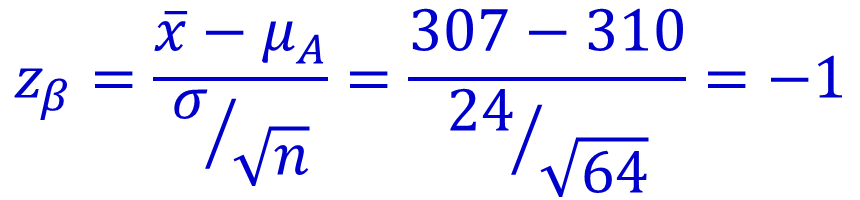 z_β = (x̄ − μ_A) / (σ/√n) = (307 − 310) / (24/√64) = −1